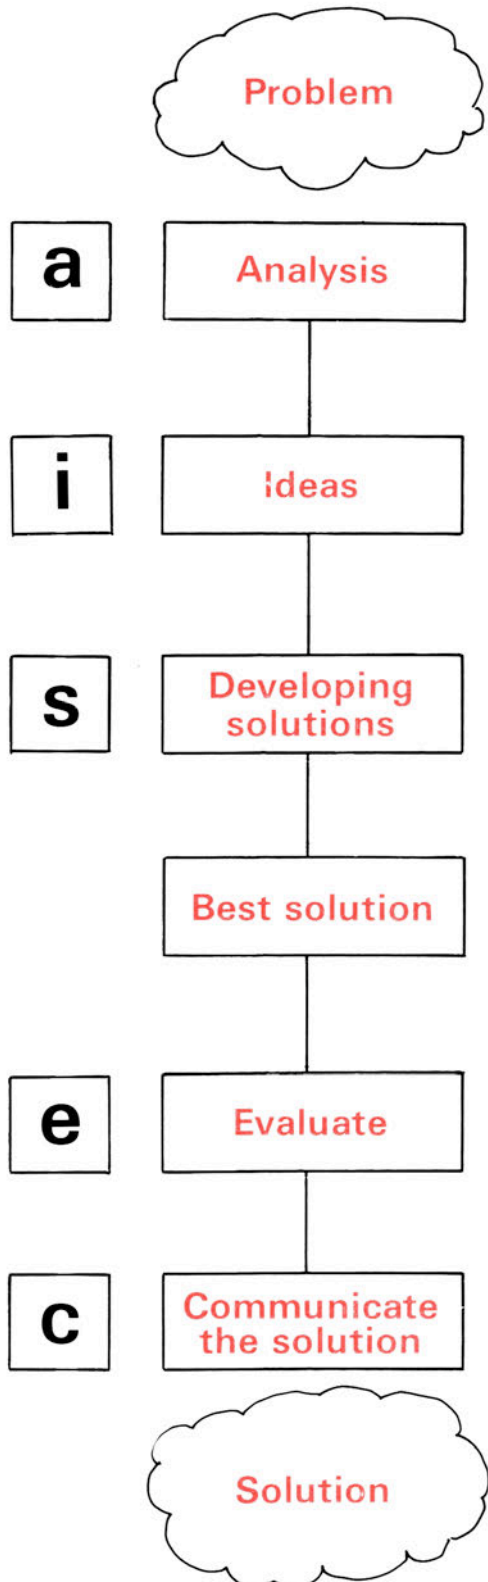 Problem
a
Analysis
i
Ideas
s
Developing
solutions
Best solution
e
Evaluate
c
Communicate
the solution
Solution